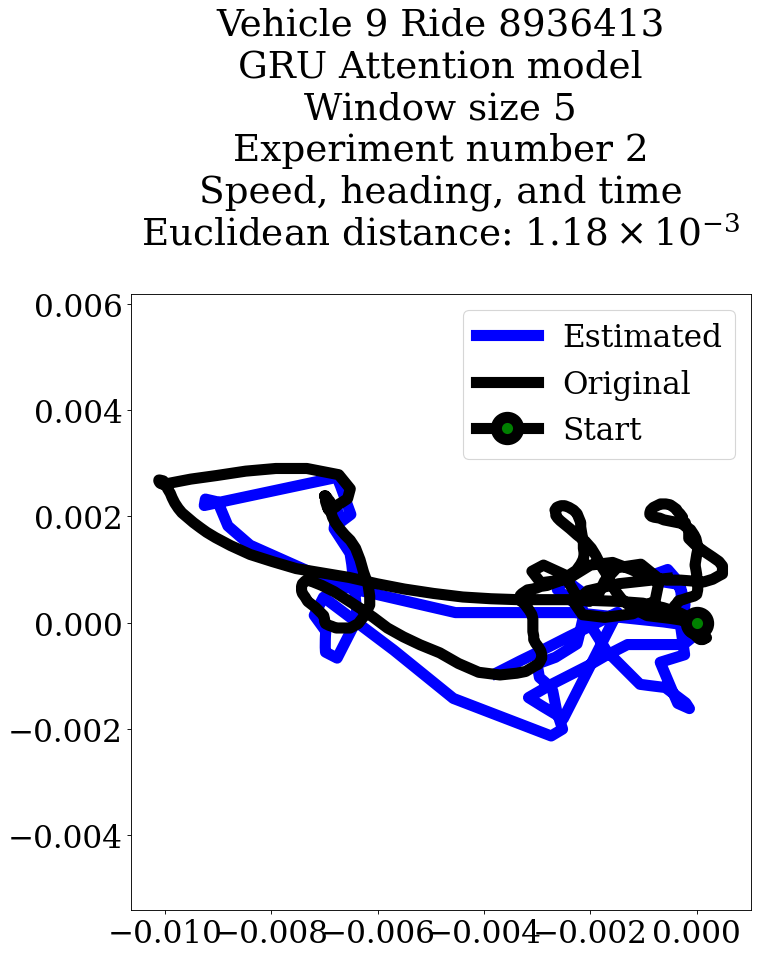 Vehicle 9 Ride 8936413
GRU Attention model
Window size 5
Experiment number 2
Speed, heading, and time
Euclidean distance: 1.18 × 10⁻³
Estimated
Original
Start
0.006
0.004
0.002
0.000
−0.002
−0.004
−0.010 −0.008 −0.006 −0.004 −0.002 0.000